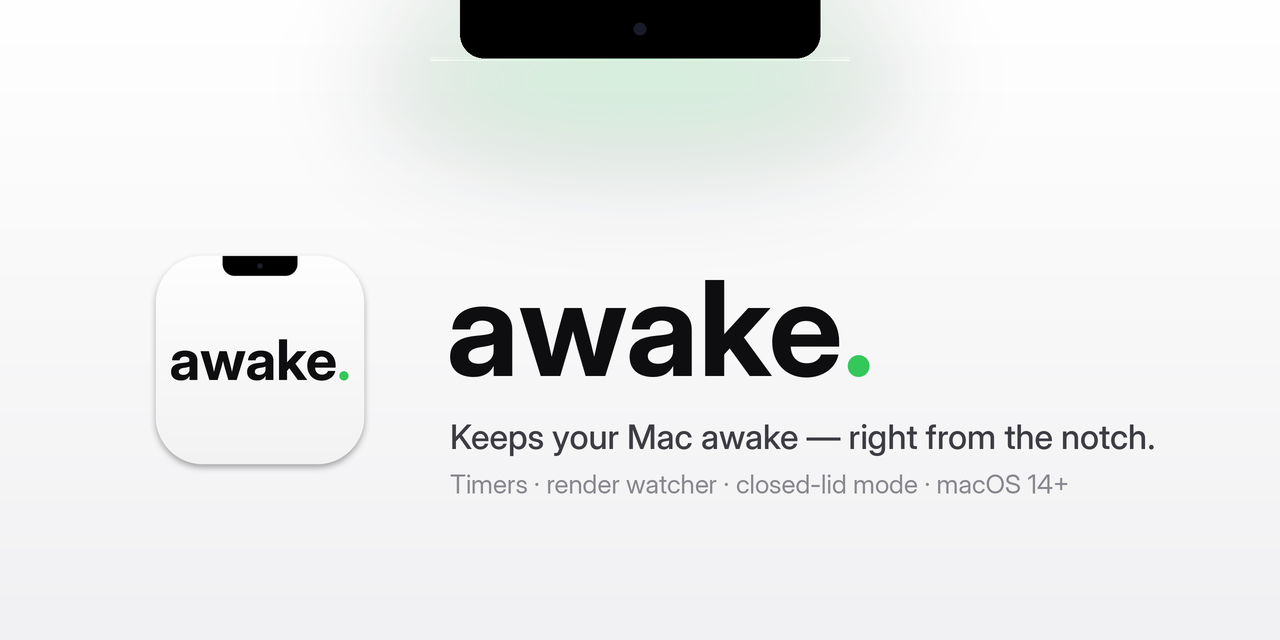 awake.
awake.
Keeps your Mac awake — right from the notch.
Timers · render watcher · closed-lid mode · macOS 14+